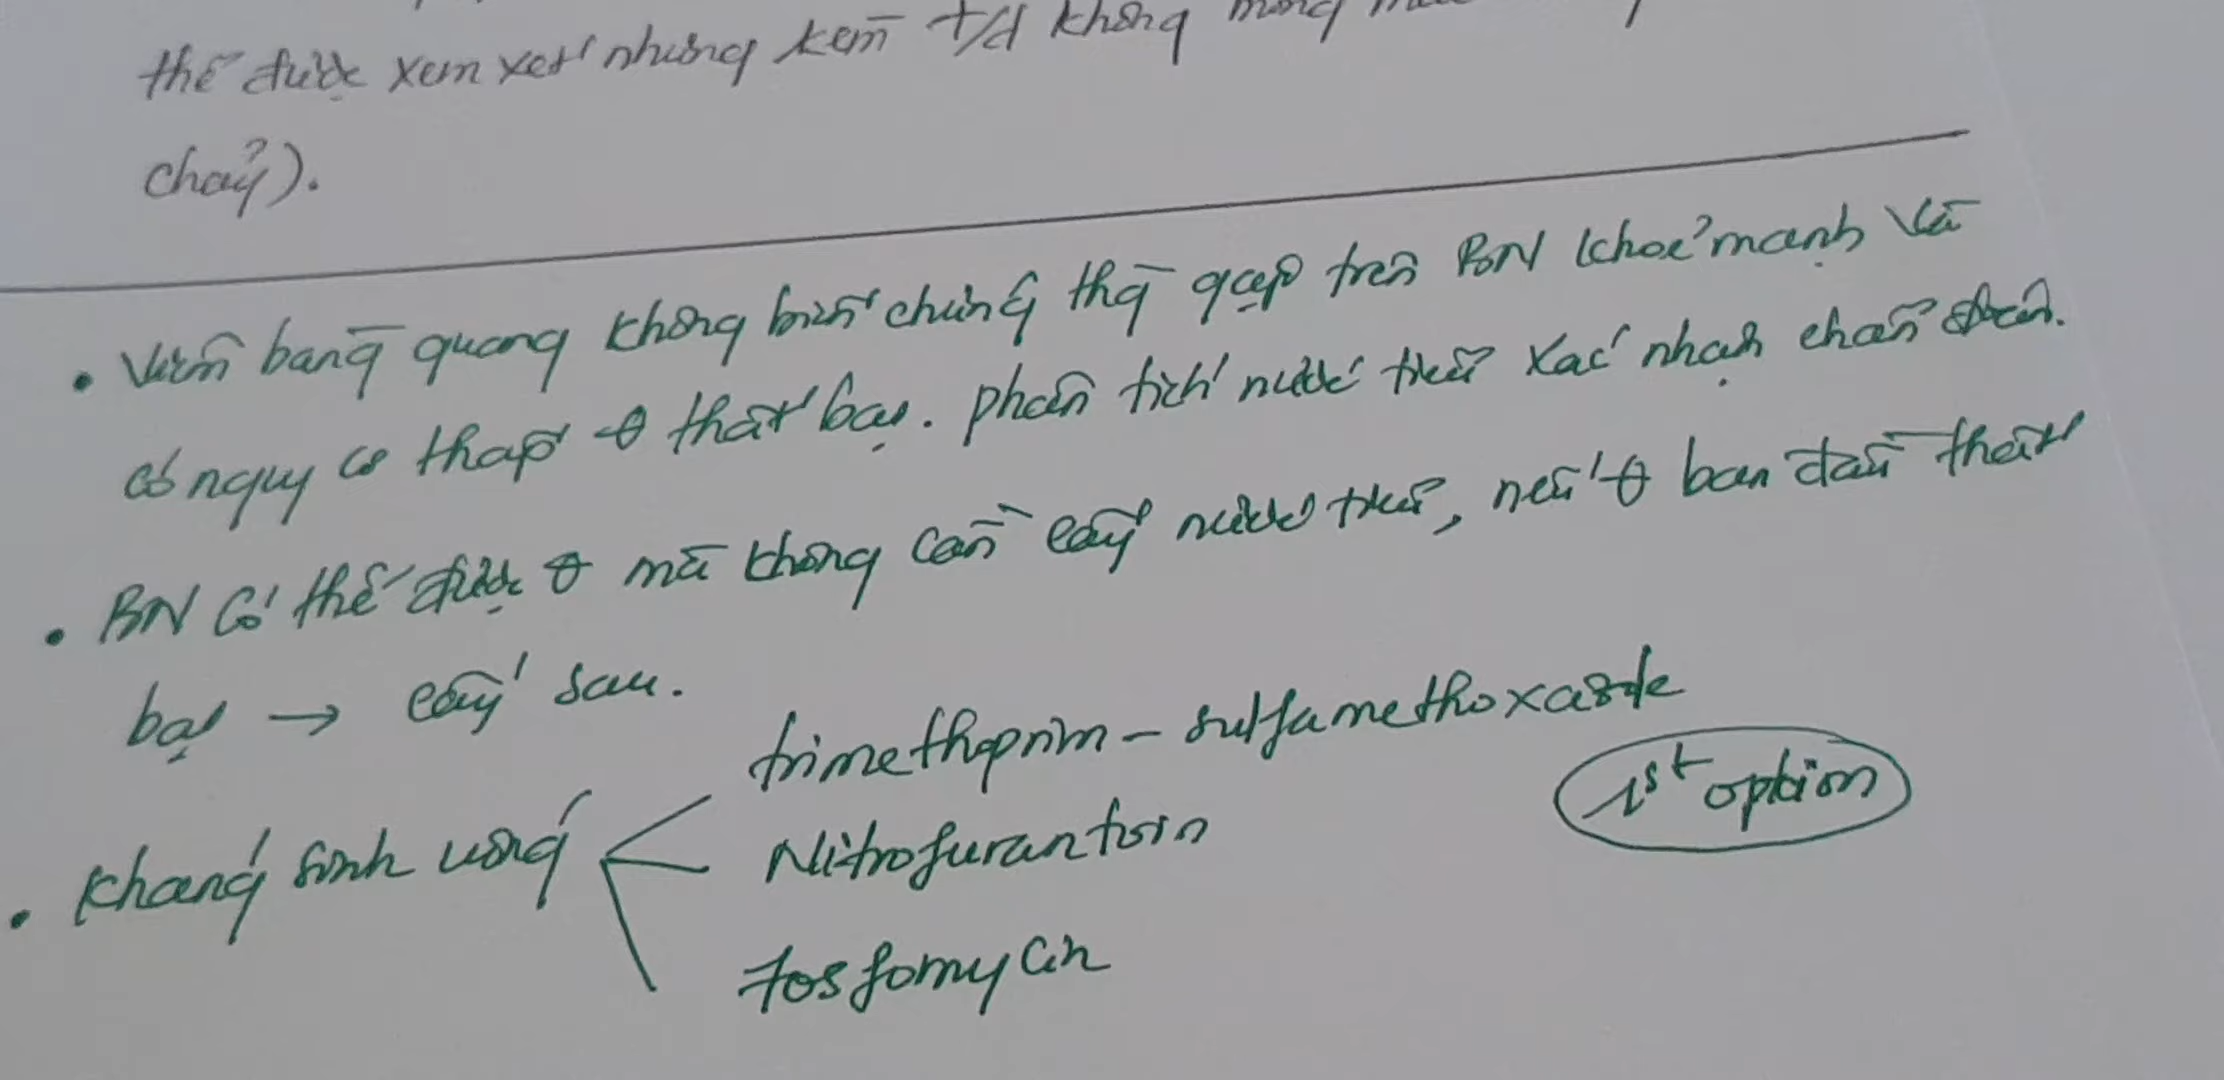 thể được xem xét nhưng kèm t/d không mong
chảy).
• Viêm bàng quang không biến chứng thg gặp trên BN khoẻ mạnh và
có nguy cơ thấp θ thất bại. phân tích nước tiểu xác nhận chẩn đoán.
• BN có thể được θ mà không cần cấy nước tiểu, nếu θ ban đầu thất
bại → cấy sau.
trimethoprim - sulfamethoxazole
1st option
• Kháng sinh uống
Nitrofurantoin
Fosfomycin